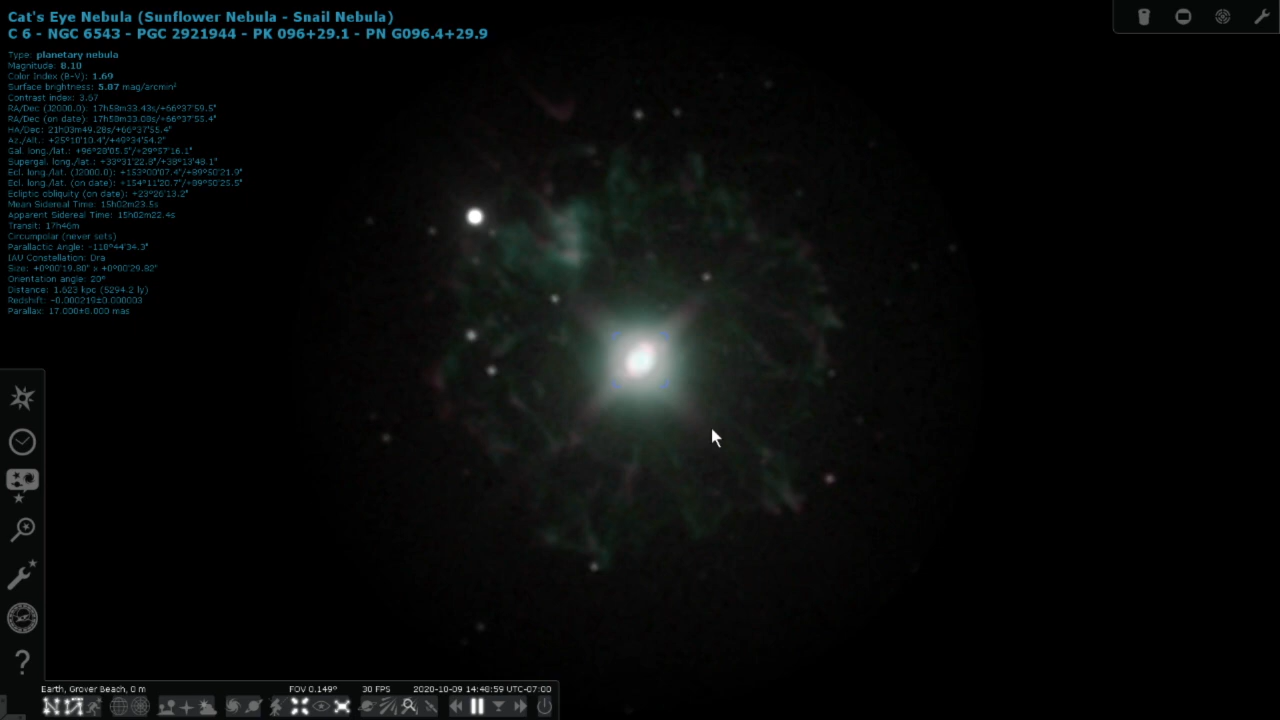 Cat's Eye Nebula (Sunflower Nebula - Snail Nebula)
C 6 - NGC 6543 - PGC 2921944 - PK 096+29.1 - PN G096.4+29.9
Type: planetary nebula
Magnitude: 8.10
Color Index (B-V): 1.69
Surface brightness: 5.07 mag/arcmin²
Contrast index: 3.67
RA/Dec (J2000.0): 17h58m33.43s/+66°37'59.5"
RA/Dec (on date): 17h58m33.08s/+66°37'55.4"
HA/Dec: 21h03m49.28s/+66°37'55.4"
Az./Alt.: +25°10'10.4"/+49°34'54.2"
Gal. long./lat.: +96°28'05.5"/+29°57'16.1"
Supergal. long./lat.: +33°31'22.8"/+38°13'48.1"
Ecl. long./lat. (J2000.0): +153°00'07.4"/+89°50'21.9"
Ecl. long./lat. (on date): +154°11'20.7"/+89°50'25.5"
Ecliptic obliquity (on date): +23°26'13.2"
Mean Sidereal Time: 15h02m23.5s
Apparent Sidereal Time: 15h02m22.4s
Transit: 17h46m
Circumpolar (never sets)
Parallactic Angle: -118°44'34.3"
IAU Constellation: Dra
Size: +0°00'19.80" x +0°00'29.82"
Orientation angle: 20°
Distance: 1.623 kpc (5294.2 ly)
Redshift: -0.000219±0.000003
Parallax: 17.000±0.000 mas
Earth, Grover Beach, 0 m FOV 0.149° 30 FPS 2020-10-09 14:48:59 UTC-07:00